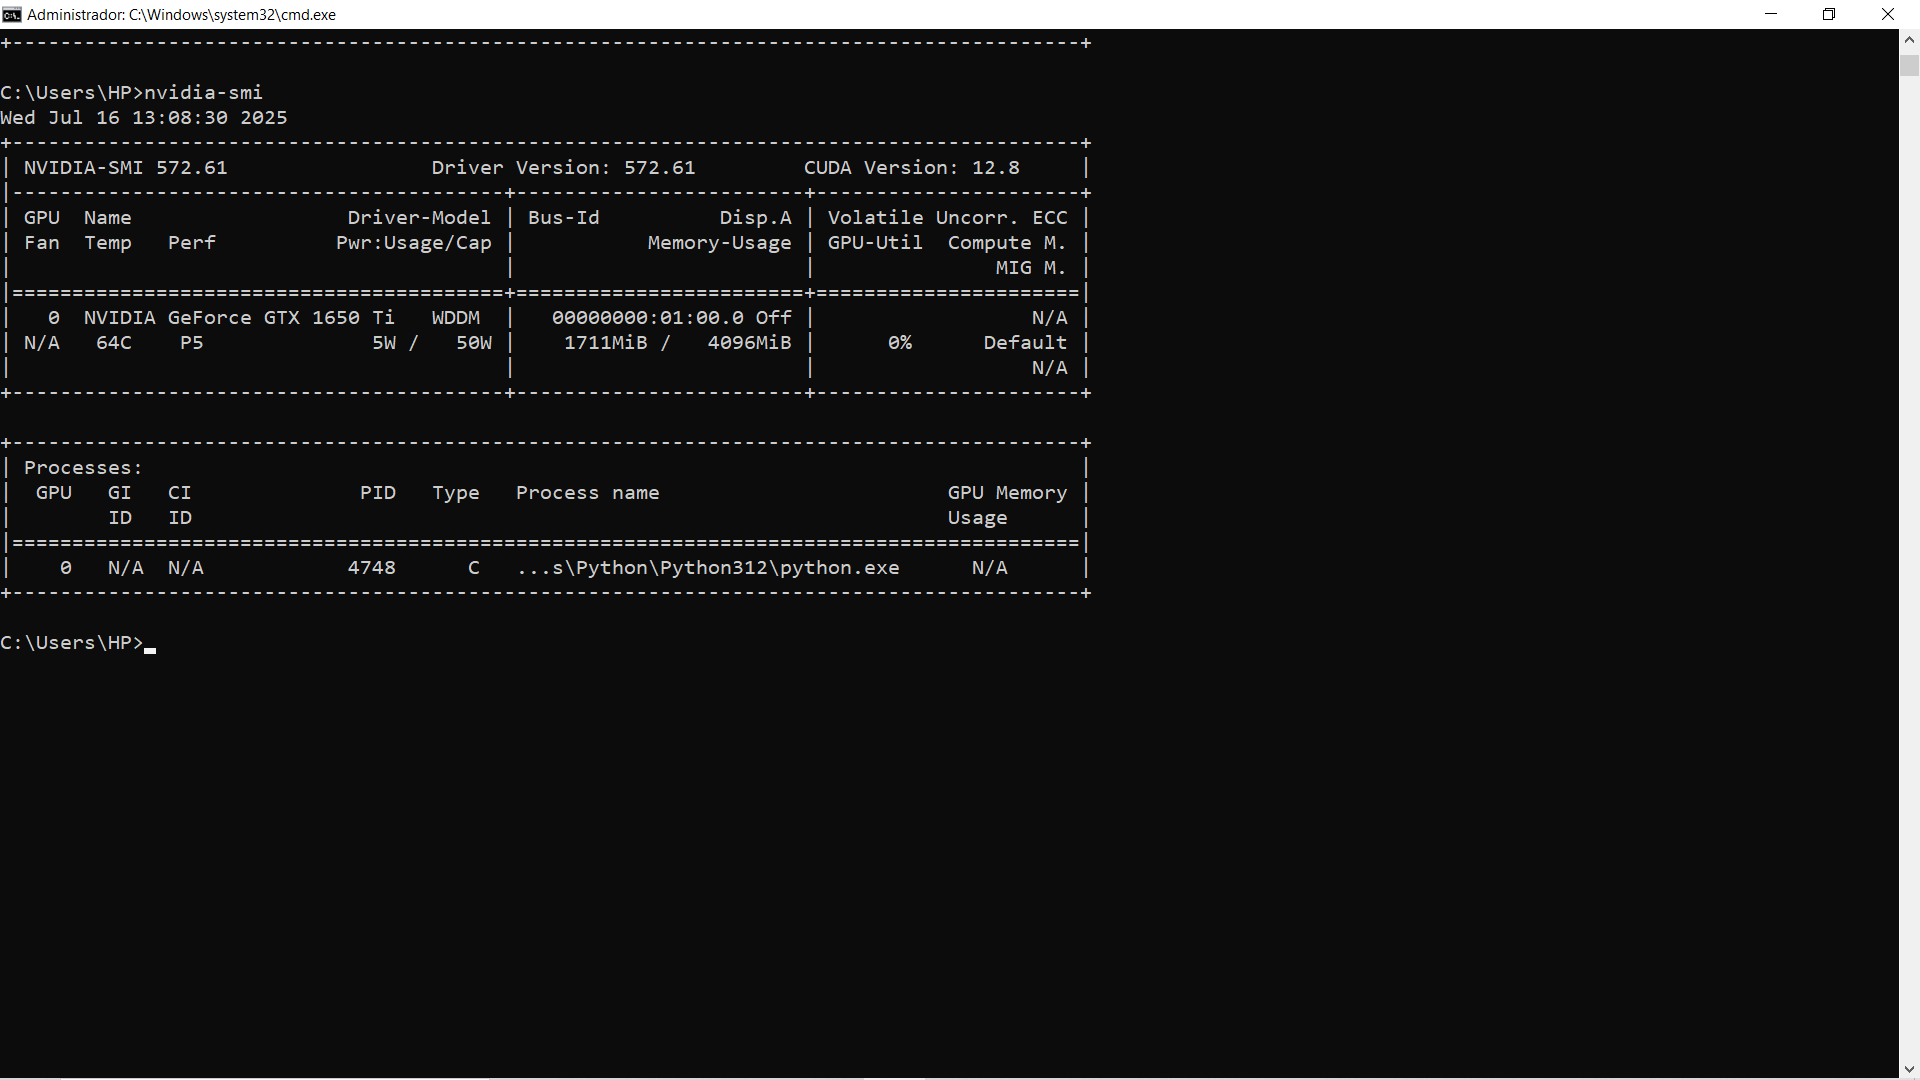 Administrador: C:\Windows\system32\cmd.exe
+-----------------------------------------------------------------------------------------+
C:\Users\HP>nvidia-smi
Wed Jul 16 13:08:30 2025
+-----------------------------------------------------------------------------------------+
| NVIDIA-SMI 572.61                 Driver Version: 572.61         CUDA Version: 12.8     |
|-----------------------------------------+------------------------+----------------------+
| GPU  Name                  Driver-Model | Bus-Id          Disp.A | Volatile Uncorr. ECC |
| Fan  Temp   Perf          Pwr:Usage/Cap |           Memory-Usage | GPU-Util  Compute M. |
|                                         |                        |               MIG M. |
|=========================================+========================+======================|
|   0  NVIDIA GeForce GTX 1650 Ti   WDDM  |   00000000:01:00.0 Off |                  N/A |
| N/A   64C    P5              5W /   50W |    1711MiB /   4096MiB |      0%      Default |
|                                         |                        |                  N/A |
+-----------------------------------------+------------------------+----------------------+
+-----------------------------------------------------------------------------------------+
| Processes:                                                                              |
|  GPU   GI   CI              PID   Type   Process name                        GPU Memory |
|        ID   ID                                                               Usage      |
|=========================================================================================|
|    0   N/A  N/A            4748      C   ...s\Python\Python312\python.exe      N/A      |
+-----------------------------------------------------------------------------------------+
C:\Users\HP>